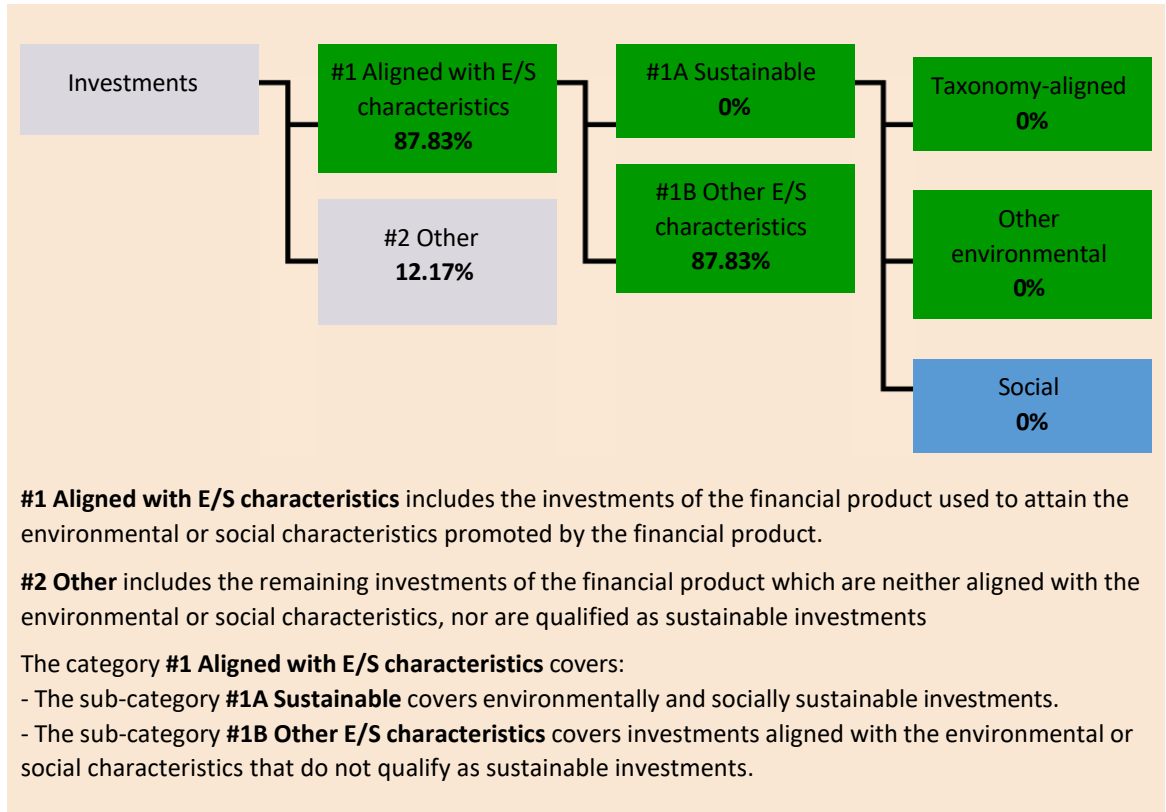 Investments
#1 Aligned with E/S
characteristics
87.83%
#2 Other
12.17%
#1A Sustainable
0%
#1B Other E/S
characteristics
87.83%
Taxonomy-aligned
0%
Other
environmental
0%
Social
0%
#1 Aligned with E/S characteristics includes the investments of the financial product used to attain the
environmental or social characteristics promoted by the financial product.
#2 Other includes the remaining investments of the financial product which are neither aligned with the
environmental or social characteristics, nor are qualified as sustainable investments
The category #1 Aligned with E/S characteristics covers:
- The sub-category #1A Sustainable covers environmentally and socially sustainable investments.
- The sub-category #1B Other E/S characteristics covers investments aligned with the environmental or
social characteristics that do not qualify as sustainable investments.